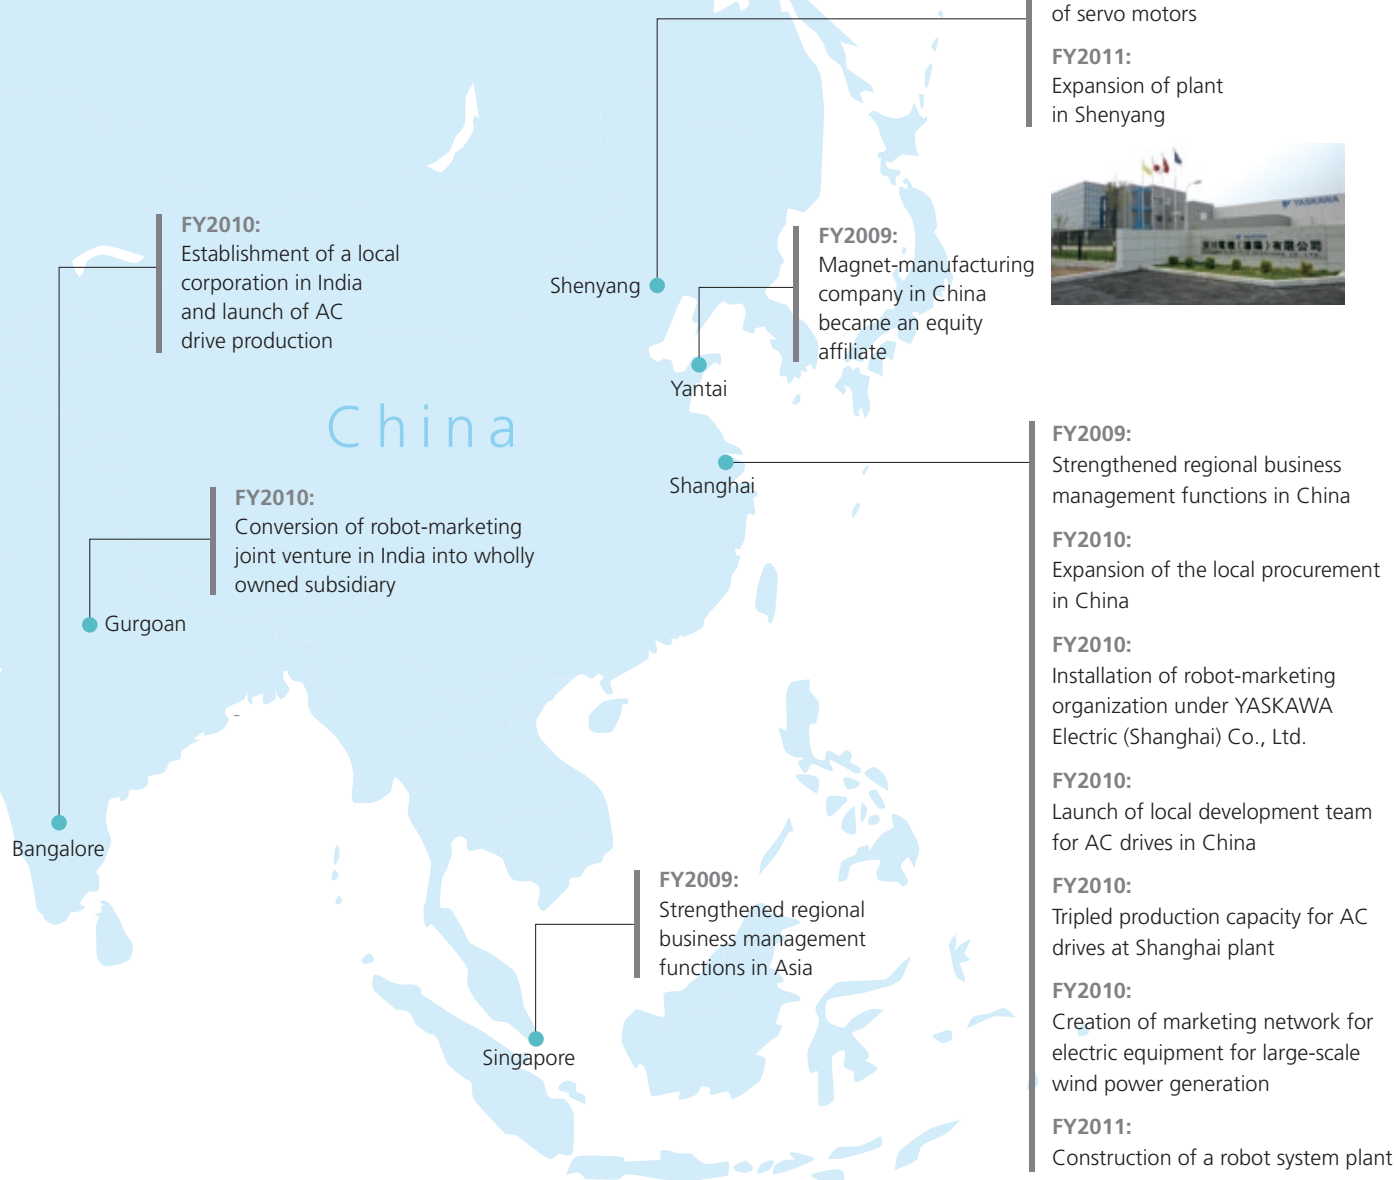 of servo motors
FY2011:
Expansion of plant
in Shenyang
YASKAWA
有限公司
FY2010:
Establishment of a local
corporation in India
and launch of AC
drive production
Shenyang
FY2009:
Magnet-manufacturing
company in China
became an equity
affiliate
Yantai
China
FY2010:
Conversion of robot-marketing
joint venture in India into wholly
owned subsidiary
Gurgoan
Shanghai
FY2009:
Strengthened regional business
management functions in China
FY2010:
Expansion of the local procurement
in China
FY2010:
Installation of robot-marketing
organization under YASKAWA
Electric (Shanghai) Co., Ltd.
FY2010:
Launch of local development team
for AC drives in China
FY2010:
Tripled production capacity for AC
drives at Shanghai plant
FY2010:
Creation of marketing network for
electric equipment for large-scale
wind power generation
FY2011:
Construction of a robot system plant
Bangalore
FY2009:
Strengthened regional
business management
functions in Asia
Singapore